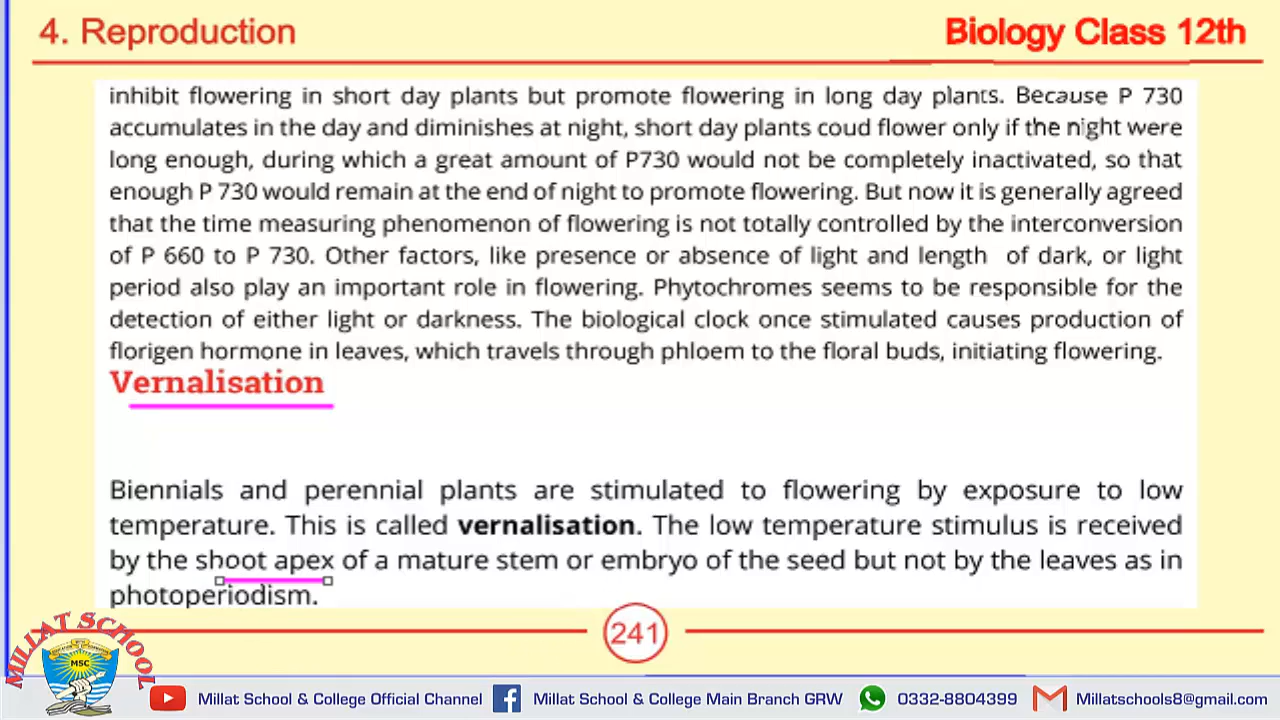 4. Reproduction
Biology Class 12th
inhibit flowering in short day plants but promote flowering in long day plants. Because P 730
accumulates in the day and diminishes at night, short day plants coud flower only if the night were
long enough, during which a great amount of P730 would not be completely inactivated, so that
enough P 730 would remain at the end of night to promote flowering. But now it is generally agreed
that the time measuring phenomenon of flowering is not totally controlled by the interconversion
of P 660 to P 730. Other factors, like presence or absence of light and length of dark, or light
period also play an important role in flowering. Phytochromes seems to be responsible for the
detection of either light or darkness. The biological clock once stimulated causes production of
florigen hormone in leaves, which travels through phloem to the floral buds, initiating flowering.
Vernalisation
Biennials and perennial plants are stimulated to flowering by exposure to low
temperature. This is called vernalisation. The low temperature stimulus is received
by the shoot apex of a mature stem or embryo of the seed but not by the leaves as in
photoperiodism.
241
MILLAT SCHOOL
MSC
Millat School & College Official Channel
Millat School & College Main Branch GRW
0332-8804399
Millatschools8@gmail.com